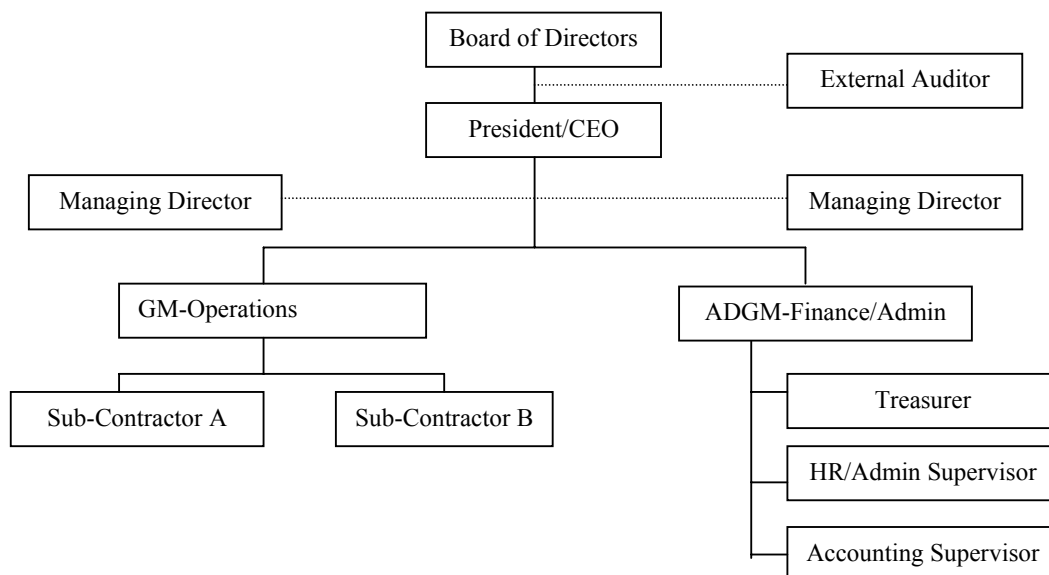 Board of Directors
External Auditor
President/CEO
Managing Director
Managing Director
GM-Operations
ADGM-Finance/Admin
Sub-Contractor A
Sub-Contractor B
Treasurer
HR/Admin Supervisor
Accounting Supervisor